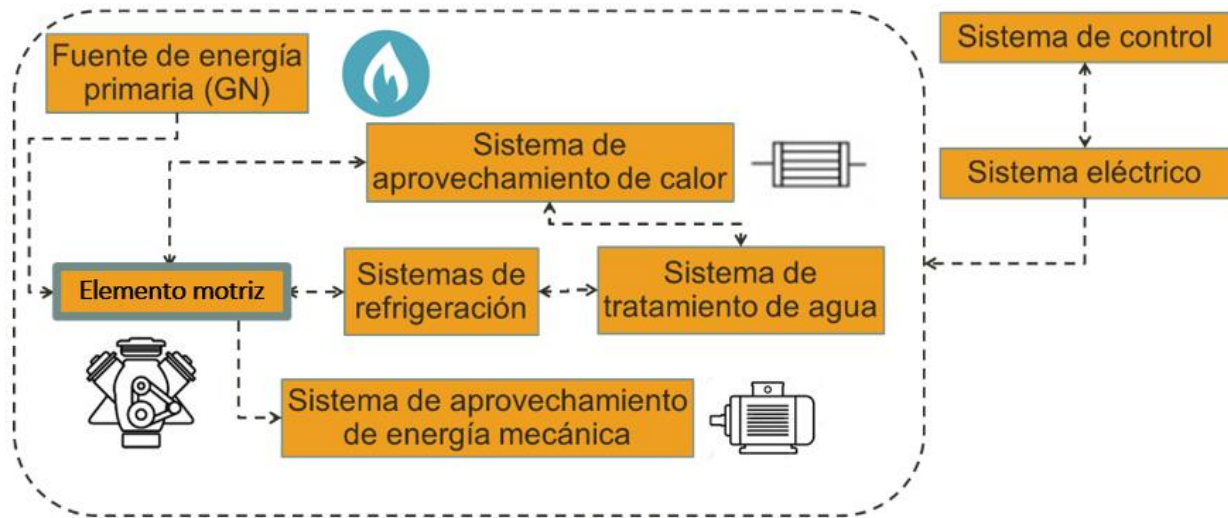 Fuente de energía
primaria (GN)
Sistema de control
Sistema de
aprovechamiento de calor
Sistema eléctrico
Elemento motriz
Sistemas de
refrigeración
Sistema de
tratamiento de agua
Sistema de aprovechamiento
de energía mecánica